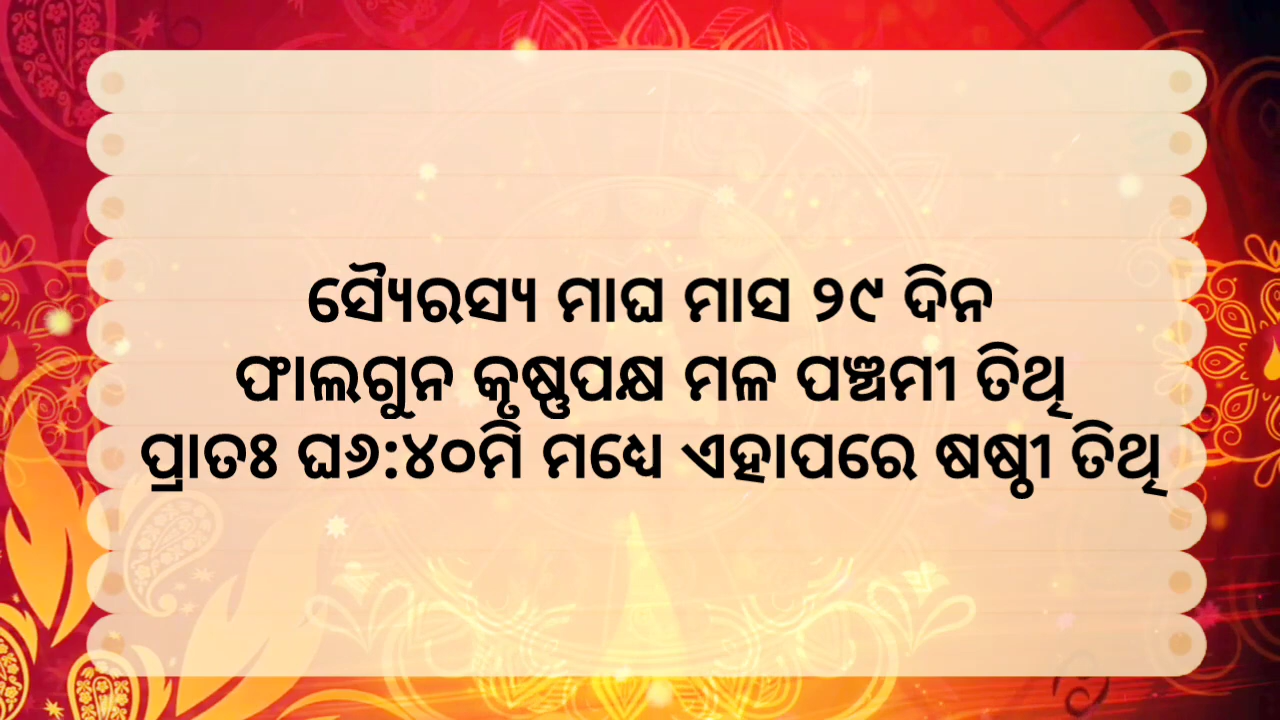 ସ୍ୟୈରସ୍ୟ ମାଘ ମାସ ୨୯ ଦିନ
ଫାଲଗୁନ କୃଷ୍ଣପକ୍ଷ ମଳ ପଞ୍ଚମୀ ତିଥି
ପ୍ରାତଃ ଘ୬:୪୦ମି ମଧ୍ୟେ ଏହାପରେ ଷଷ୍ଠୀ ତିଥି